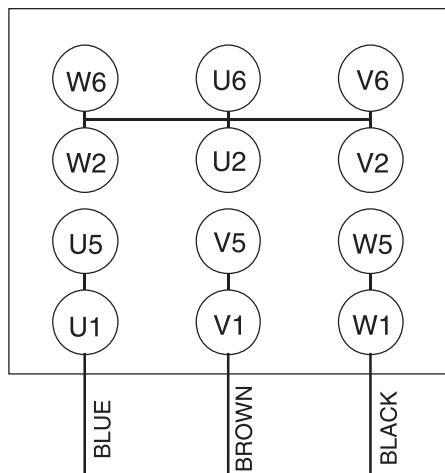 W6 U6 V6
W2 U2 V2
U5 V5 W5
U1 V1 W1
BLUE BROWN BLACK